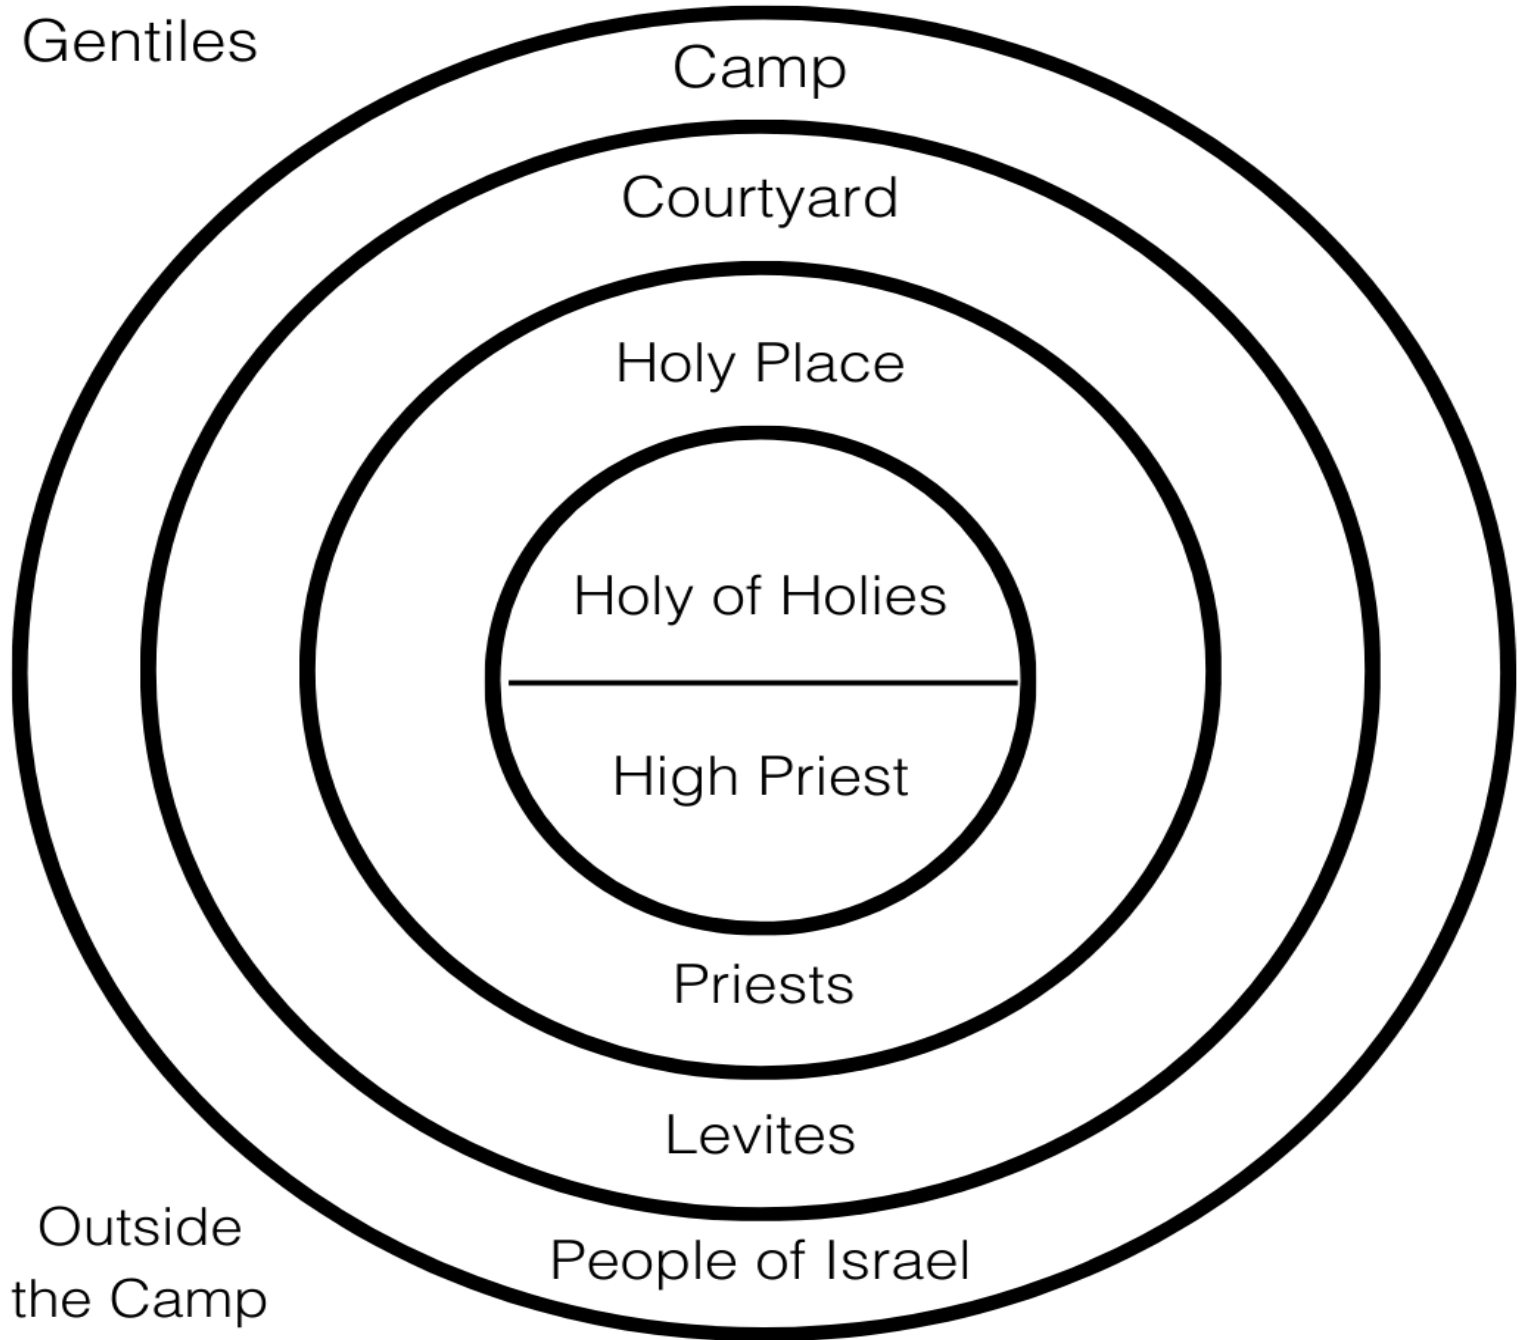 Gentiles
Camp
Courtyard
Holy Place
Holy of Holies
High Priest
Priests
Levites
Outside
the Camp
People of Israel